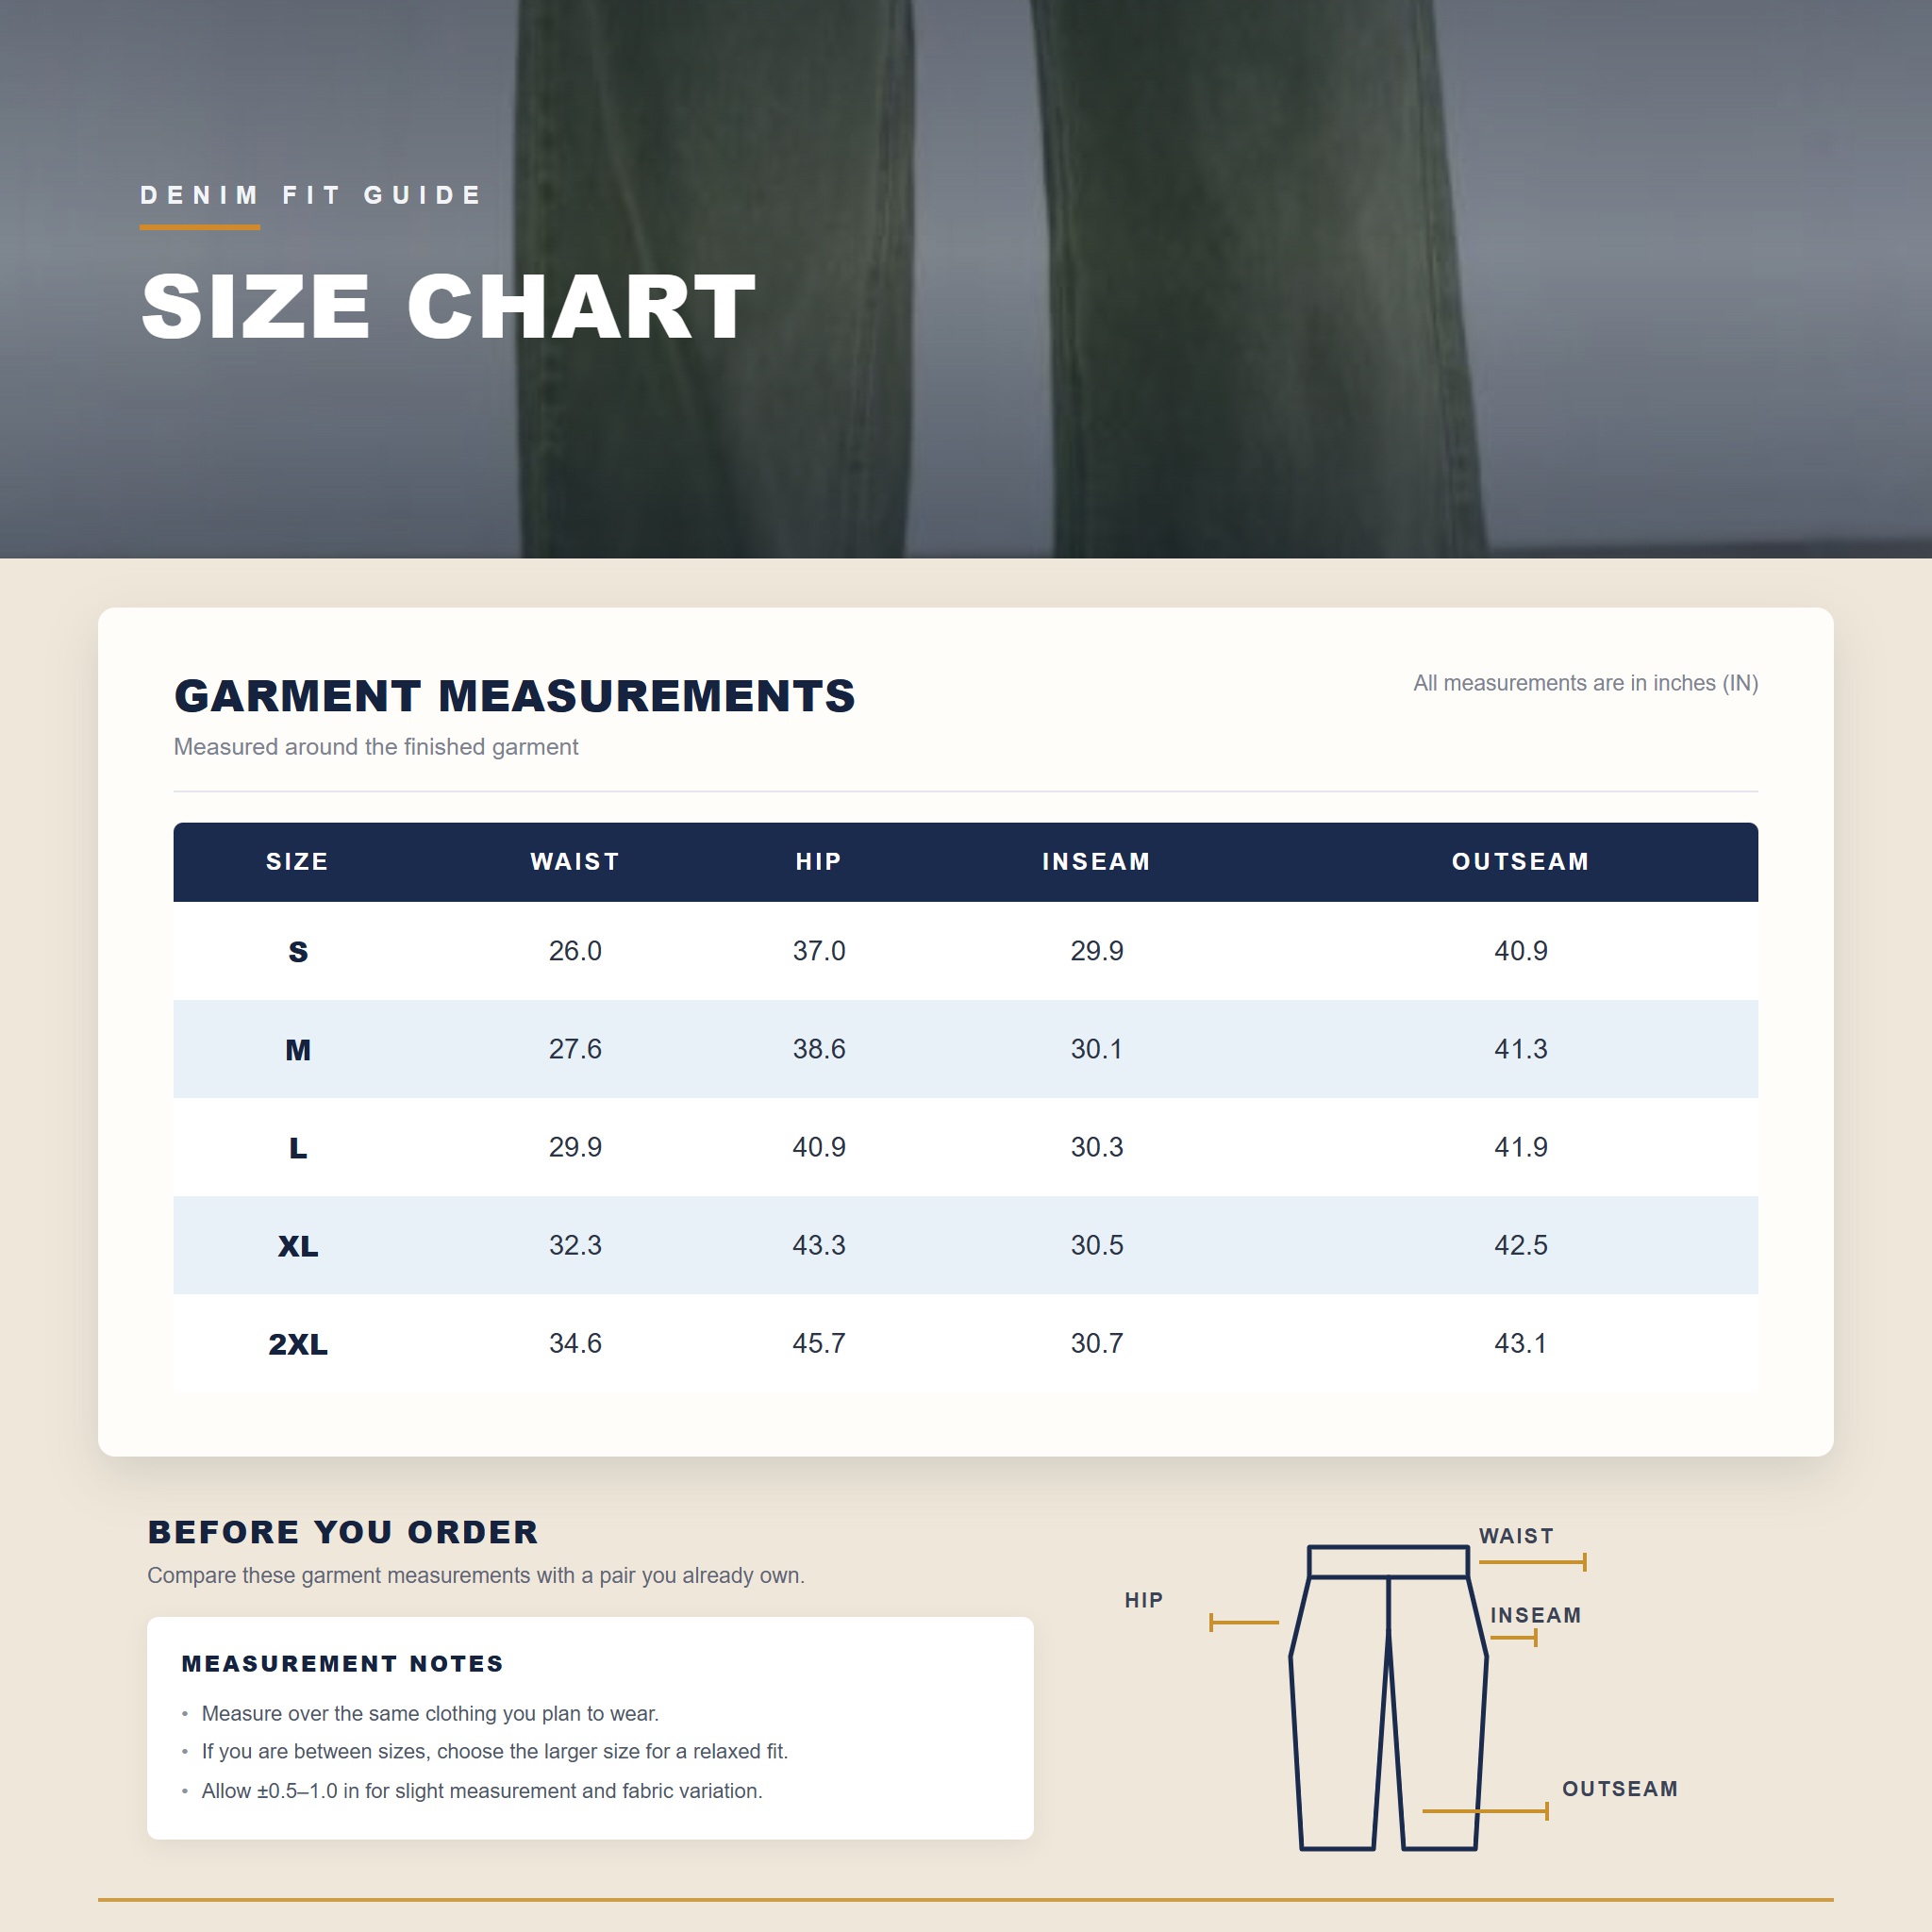 DENIM FIT GUIDE
SIZE CHART
GARMENT MEASUREMENTS
All measurements are in inches (IN)
Measured around the finished garment
SIZE WAIST HIP INSEAM OUTSEAM
S 26.0 37.0 29.9 40.9
M 27.6 38.6 30.1 41.3
L 29.9 40.9 30.3 41.9
XL 32.3 43.3 30.5 42.5
2XL 34.6 45.7 30.7 43.1
BEFORE YOU ORDER
Compare these garment measurements with a pair you already own.
MEASUREMENT NOTES
• Measure over the same clothing you plan to wear.
• If you are between sizes, choose the larger size for a relaxed fit.
• Allow ±0.5–1.0 in for slight measurement and fabric variation.
WAIST
HIP
INSEAM
OUTSEAM